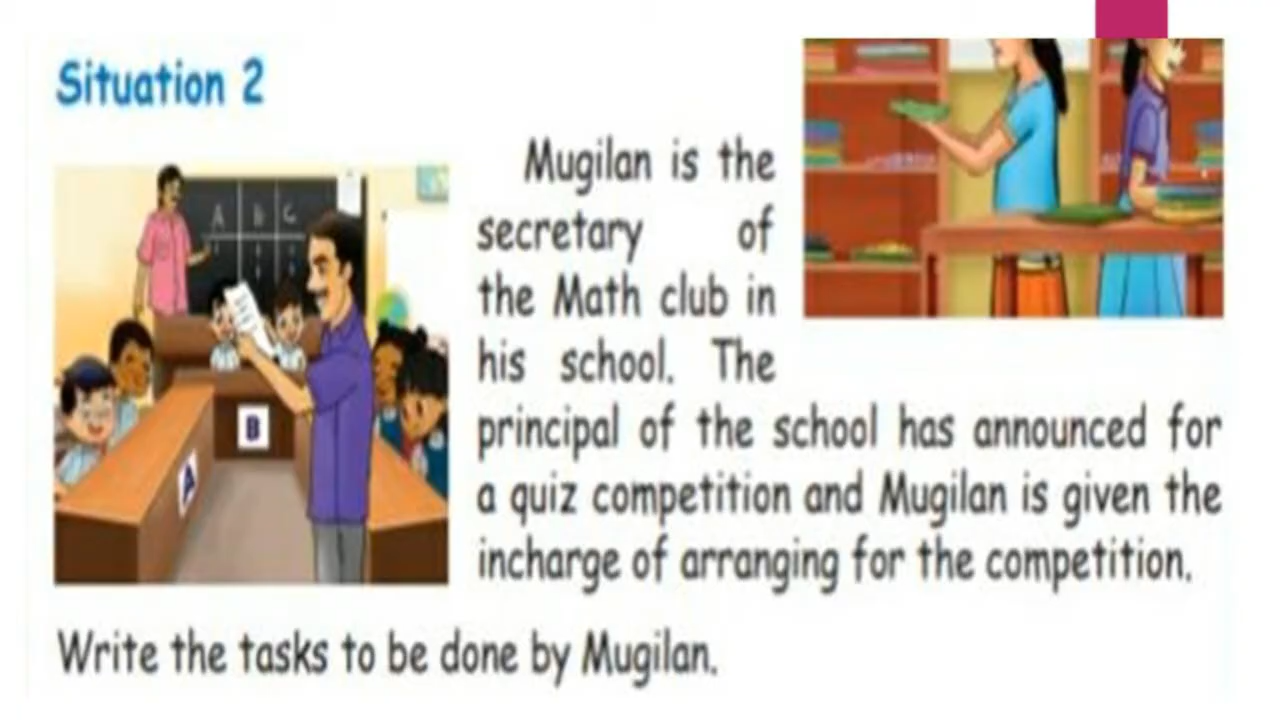 Situation 2
Mugilan is the
secretary of
the Math club in
his school. The
principal of the school has announced for
a quiz competition and Mugilan is given the
incharge of arranging for the competition.
A b C
B
A
Write the tasks to be done by Mugilan.